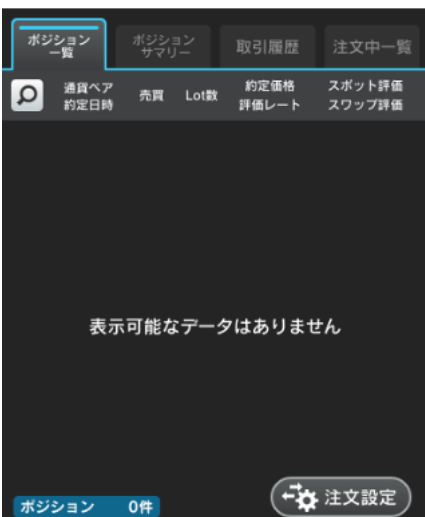 ポジション
一覧
ポジション
サマリー
取引履歴
注文中一覧
通貨ペア
約定日時
売買
Lot数
約定価格
評価レート
スポット評価
スワップ評価
表示可能なデータはありません
注文設定
ポジション 0件